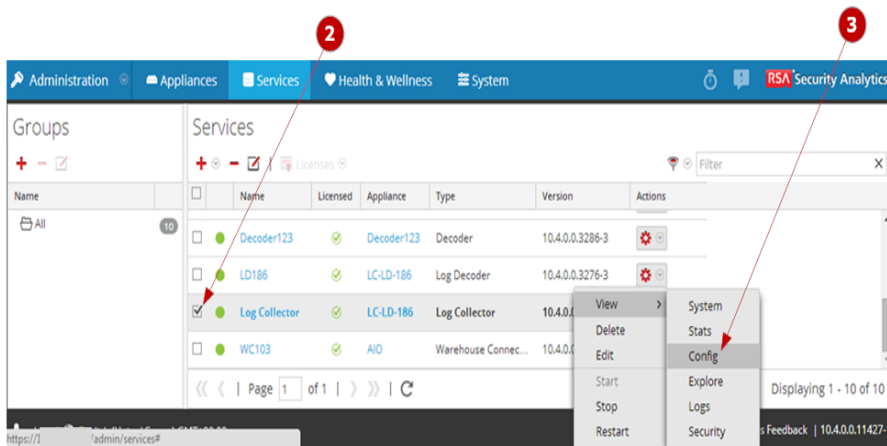 2
3
Administration Appliances Services Health & Wellness System RSA Security Analytics
Groups
Services
Licenses
Filter X
Name
Name Licensed Appliance Type Version Actions
All 10
Decoder123 Decoder123 Decoder 10.4.0.0.3286-3
LD186 LC-LD-186 Log Decoder 10.4.0.0.3276-3
Log Collector LC-LD-186 Log Collector 10.4.0
WC103 AIO Warehouse Connec... 10.4.0.0
View
Delete
Edit
Start
Stop
Restart
System
Stats
Config
Explore
Logs
Security
Page 1 of 1
Displaying 1 - 10 of 10
/admin/services#
s Feedback | 10.4.0.0.11427-